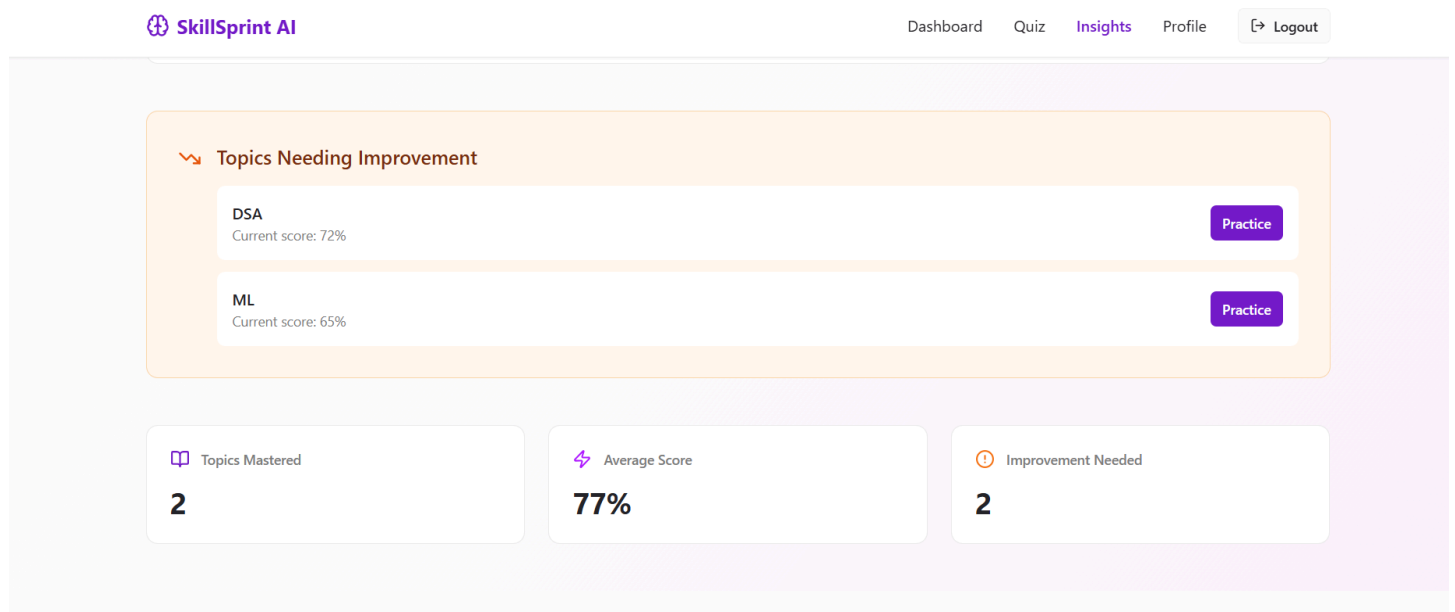 SkillSprint AI
Dashboard Quiz Insights Profile Logout
Topics Needing Improvement
DSA
Current score: 72%
Practice
ML
Current score: 65%
Practice
Topics Mastered
2
Average Score
77%
Improvement Needed
2